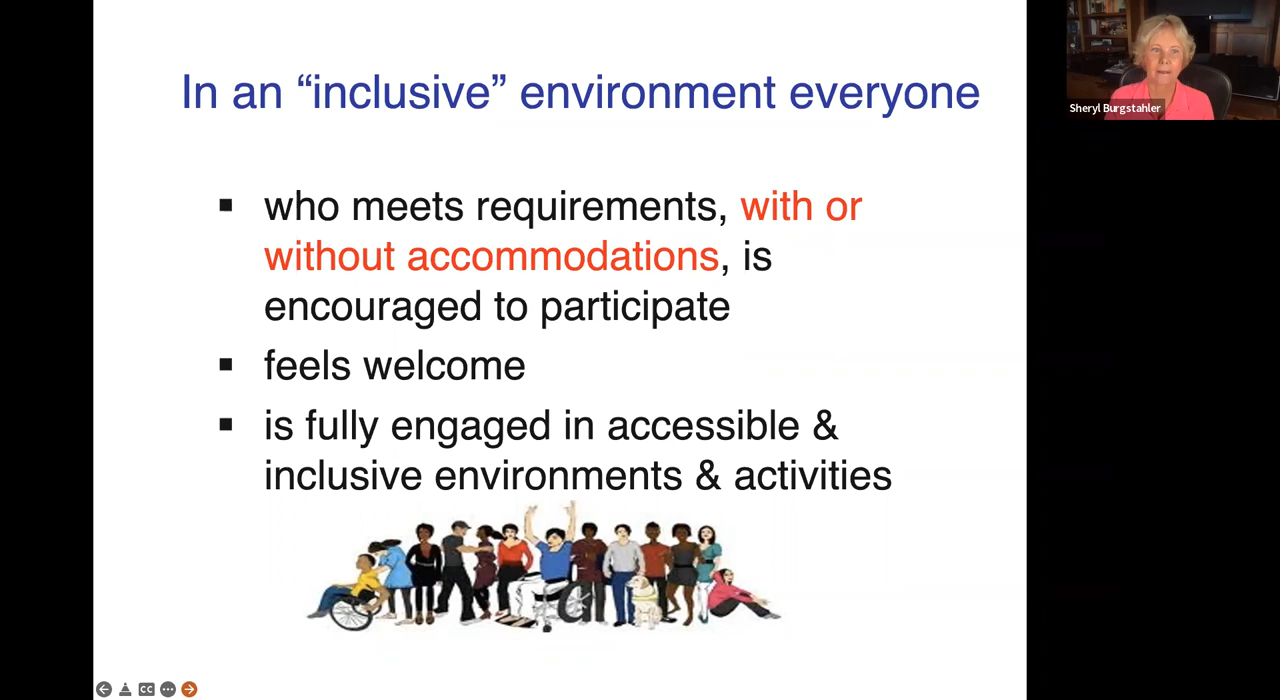 In an “inclusive” environment everyone
▪ who meets requirements, with or
without accommodations, is
encouraged to participate
▪ feels welcome
▪ is fully engaged in accessible &
inclusive environments & activities
Sheryl Burgstahler
CC